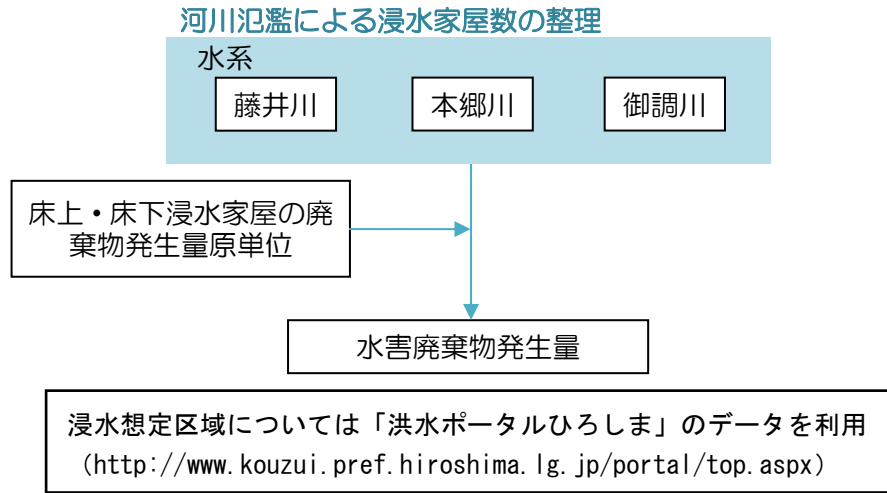 河川氾濫による浸水家屋数の整理
水系
藤井川
本郷川
御調川
床上・床下浸水家屋の廃
棄物発生量原単位
水害廃棄物発生量
浸水想定区域については「洪水ポータルひろしま」のデータを利用
(http://www.kouzui.pref.hiroshima.lg.jp/portal/top.aspx)